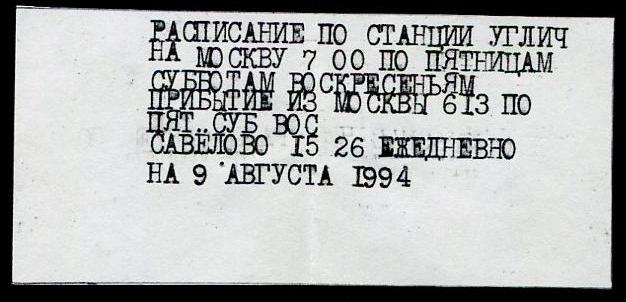 РАСПИСАНИЕ ПО СТАНЦИИ УГЛИЧ
НА МОСКВУ 7 00 ПО ПЯТНИЦАМ
СУББОТАМ ВОСКРЕСЕНЬЯМ
ПРИБЫТИЕ ИЗ МОСКВЫ 613 ПО
ПЯТ СУБ ВОС
САВЁЛОВО 15 26 ЕЖЕДНЕВНО
НА 9 АВГУСТА 1994